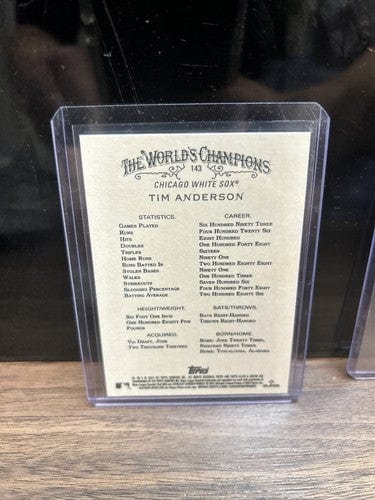 THE WORLD'S CHAMPIONS
143
CHICAGO WHITE SOX®
TIM ANDERSON
STATISTICS. CAREER.
GAMES PLAYED SIX HUNDRED NINETY THREE
RUNS FOUR HUNDRED TWENTY SIX
HITS EIGHT HUNDRED
DOUBLES ONE HUNDRED FORTY EIGHT
TRIPLES SIXTEEN
HOME RUNS NINETY ONE
RUNS BATTED IN TWO HUNDRED EIGHTY EIGHT
STOLEN BASES NINETY ONE
WALKS ONE HUNDRED THREE
STRIKEOUTS SEVEN HUNDRED SIX
SLUGGING PERCENTAGE FOUR HUNDRED FORTY EIGHT
BATTING AVERAGE TWO HUNDRED EIGHTY SIX
HEIGHT/WEIGHT. BATS/THROWS.
SIX FOOT ONE INCH BATS RIGHT-HANDED
ONE HUNDRED EIGHTY FIVE THROWS RIGHT-HANDED
POUNDS
ACQUIRED. BORN/HOME.
VIA DRAFT, JUNE BORN: JUNE TWENTY THIRD,
TWO THOUSAND THIRTEEN NINETEEN NINETY THREE
HOME: TUSCALOOSA, ALABAMA
TOPPS